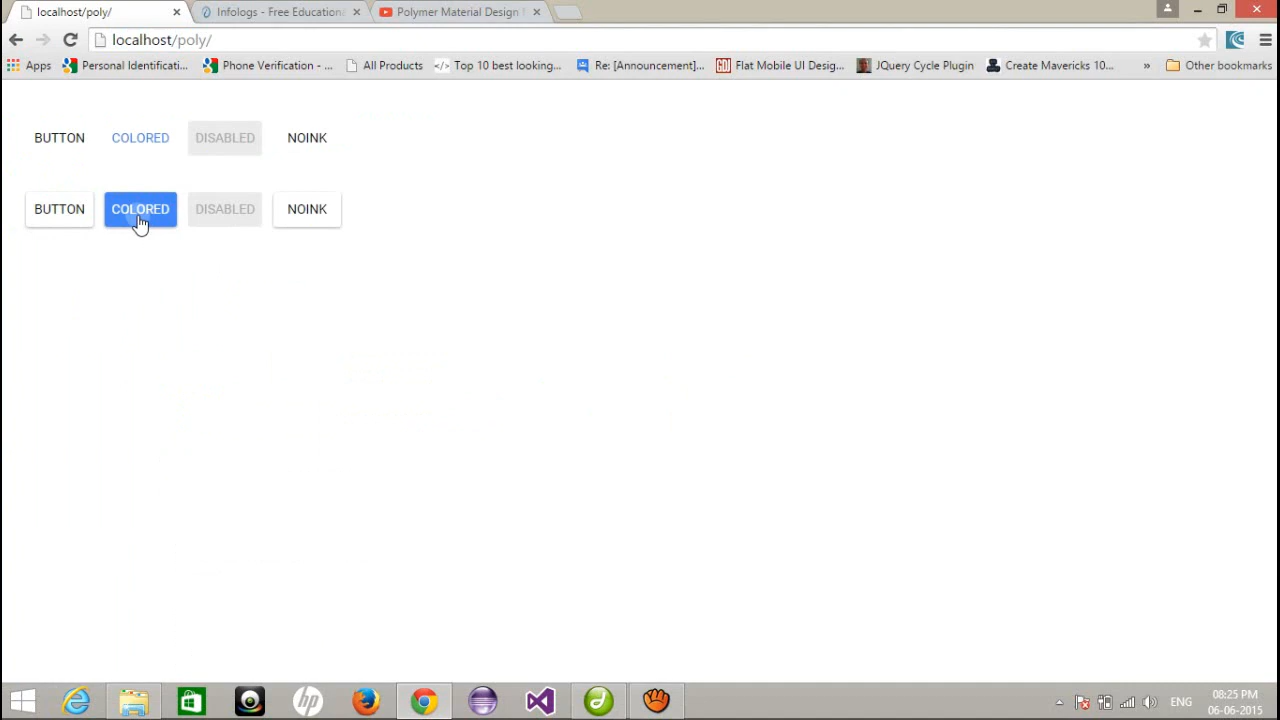 localhost/poly/
Infologs - Free Educationa
Polymer Material Design
localhost/poly/
Apps
Personal Identificati...
Phone Verification - ...
All Products
Top 10 best looking...
Re: [Announcement]...
Flat Mobile UI Desig...
JQuery Cycle Plugin
Create Mavericks 10...
»
Other bookmarks
BUTTON COLORED DISABLED NOINK
BUTTON COLORED DISABLED NOINK
hp
ENG
08:25 PM
06-06-2015